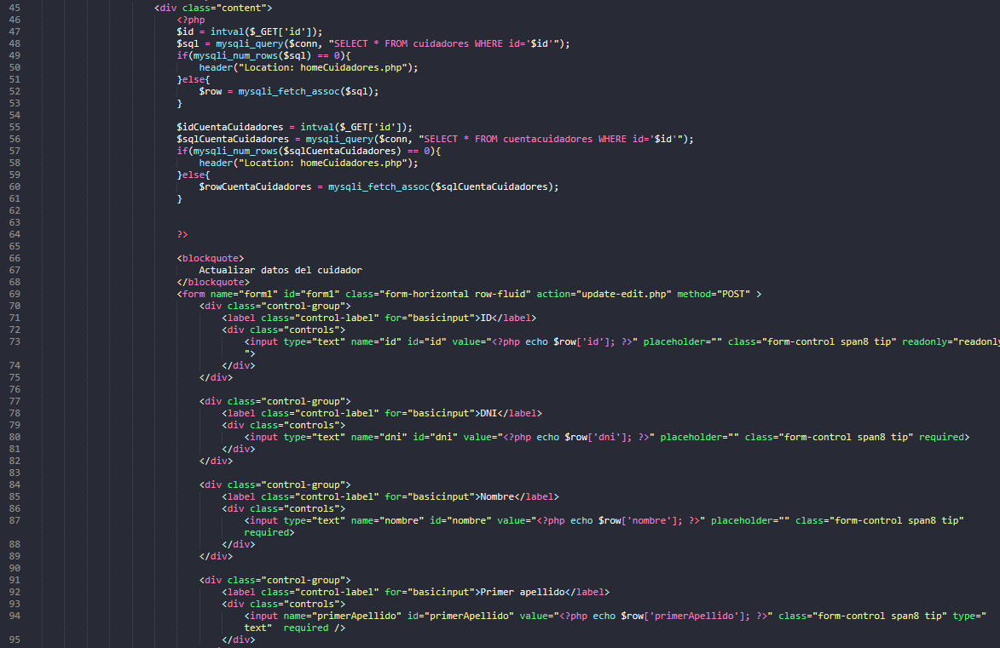 45 <div class="content">
46 <?php
47 $id = intval($_GET['id']);
48 $sql = mysqli_query($conn, "SELECT * FROM cuidadores WHERE id='$id'");
49 if(mysqli_num_rows($sql) == 0){
50 header("Location: homeCuidadores.php");
51 }else{
52 $row = mysqli_fetch_assoc($sql);
53 }
54
55 $idCuentaCuidadores = intval($_GET['id']);
56 $sqlCuentaCuidadores = mysqli_query($conn, "SELECT * FROM cuentacuidadores WHERE id='$id'");
57 if(mysqli_num_rows($sqlCuentaCuidadores) == 0){
58 header("Location: homeCuidadores.php");
59 }else{
60 $rowCuentaCuidadores = mysqli_fetch_assoc($sqlCuentaCuidadores);
61 }
62
63
64 ?>
65
66 <blockquote>
67 Actualizar datos del cuidador
68 </blockquote>
69 <form name="form1" id="form1" class="form-horizontal row-fluid" action="update-edit.php" method="POST" >
70 <div class="control-group">
71 <label class="control-label" for="basicinput">ID</label>
72 <div class="controls">
73 <input type="text" name="id" id="id" value="<?php echo $row['id']; ?>" placeholder="" class="form-control span8 tip" readonly="readonly
">
74 </div>
75 </div>
76
77 <div class="control-group">
78 <label class="control-label" for="basicinput">DNI</label>
79 <div class="controls">
80 <input type="text" name="dni" id="dni" value="<?php echo $row['dni']; ?>" placeholder="" class="form-control span8 tip" required>
81 </div>
82 </div>
83
84 <div class="control-group">
85 <label class="control-label" for="basicinput">Nombre</label>
86 <div class="controls">
87 <input type="text" name="nombre" id="nombre" value="<?php echo $row['nombre']; ?>" placeholder="" class="form-control span8 tip"
required>
88 </div>
89 </div>
90
91 <div class="control-group">
92 <label class="control-label" for="basicinput">Primer apellido</label>
93 <div class="controls">
94 <input name="primerApellido" id="primerApellido" value="<?php echo $row['primerApellido']; ?>" class="form-control span8 tip" type="
text"  required />
95 </div>